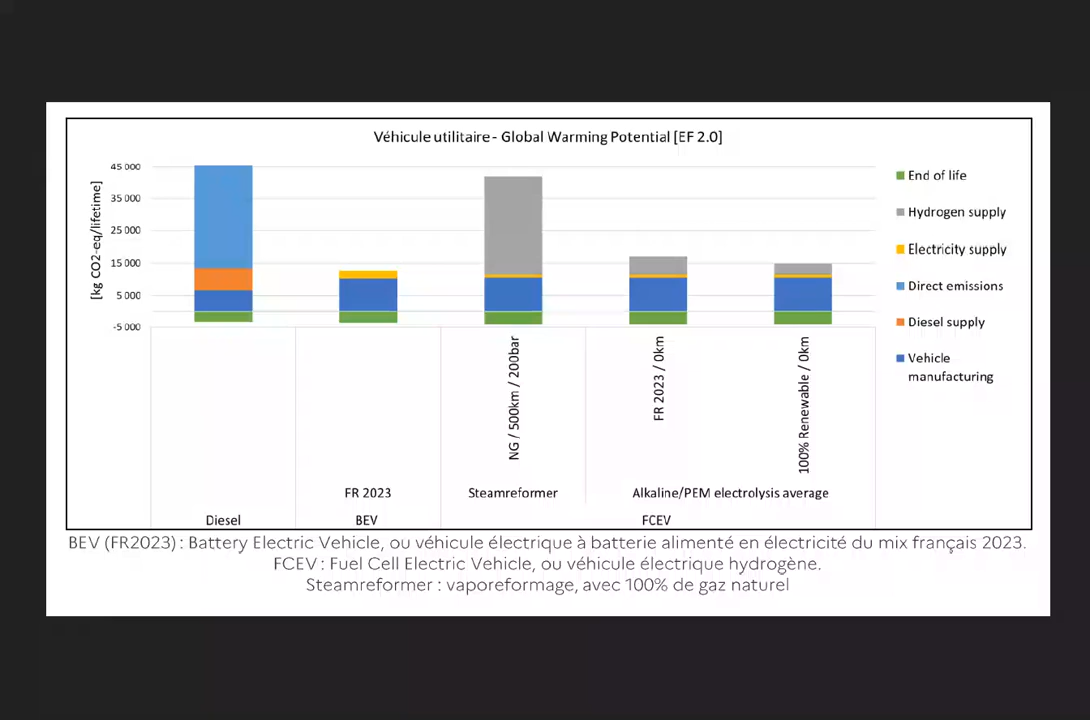 Véhicule utilitaire - Global Warming Potential [EF 2.0]
[kg CO2-eq/lifetime]
45 000
35 000
25 000
15 000
5 000
-5 000
End of life
Hydrogen supply
Electricity supply
Direct emissions
Diesel supply
Vehicle
manufacturing
NG / 500km / 200bar
FR 2023 / 0km
100% Renewable / 0km
FR 2023
Steamreformer
Alkaline/PEM electrolysis average
Diesel
BEV
FCEV
BEV (FR2023) : Battery Electric Vehicle, ou véhicule électrique à batterie alimenté en électricité du mix français 2023.
FCEV : Fuel Cell Electric Vehicle, ou véhicule électrique hydrogène.
Steamreformer : vaporeformage, avec 100% de gaz naturel